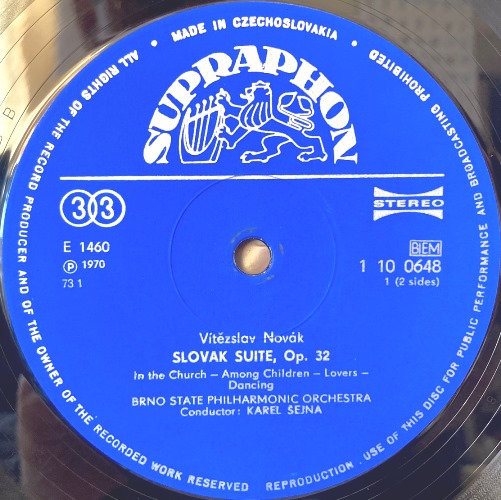 ALL RIGHTS OF THE RECORD PRODUCER AND OF THE OWNER OF THE RECORDED WORK RESERVED REPRODUCTION . USE OF THIS DISC FOR PUBLIC PERFORMANCE AND BROADCASTING PROHIBITED • MADE IN CZECHOSLOVAKIA •
SUPRAPHON
33
STEREO
E 1460
BIEM
℗ 1970
1 10 0648
73 1
1 (2 sides)
Vítězslav Novák
SLOVAK SUITE, Op. 32
In the Church – Among Children – Lovers –
Dancing
BRNO STATE PHILHARMONIC ORCHESTRA
Conductor: KAREL ŠEJNA